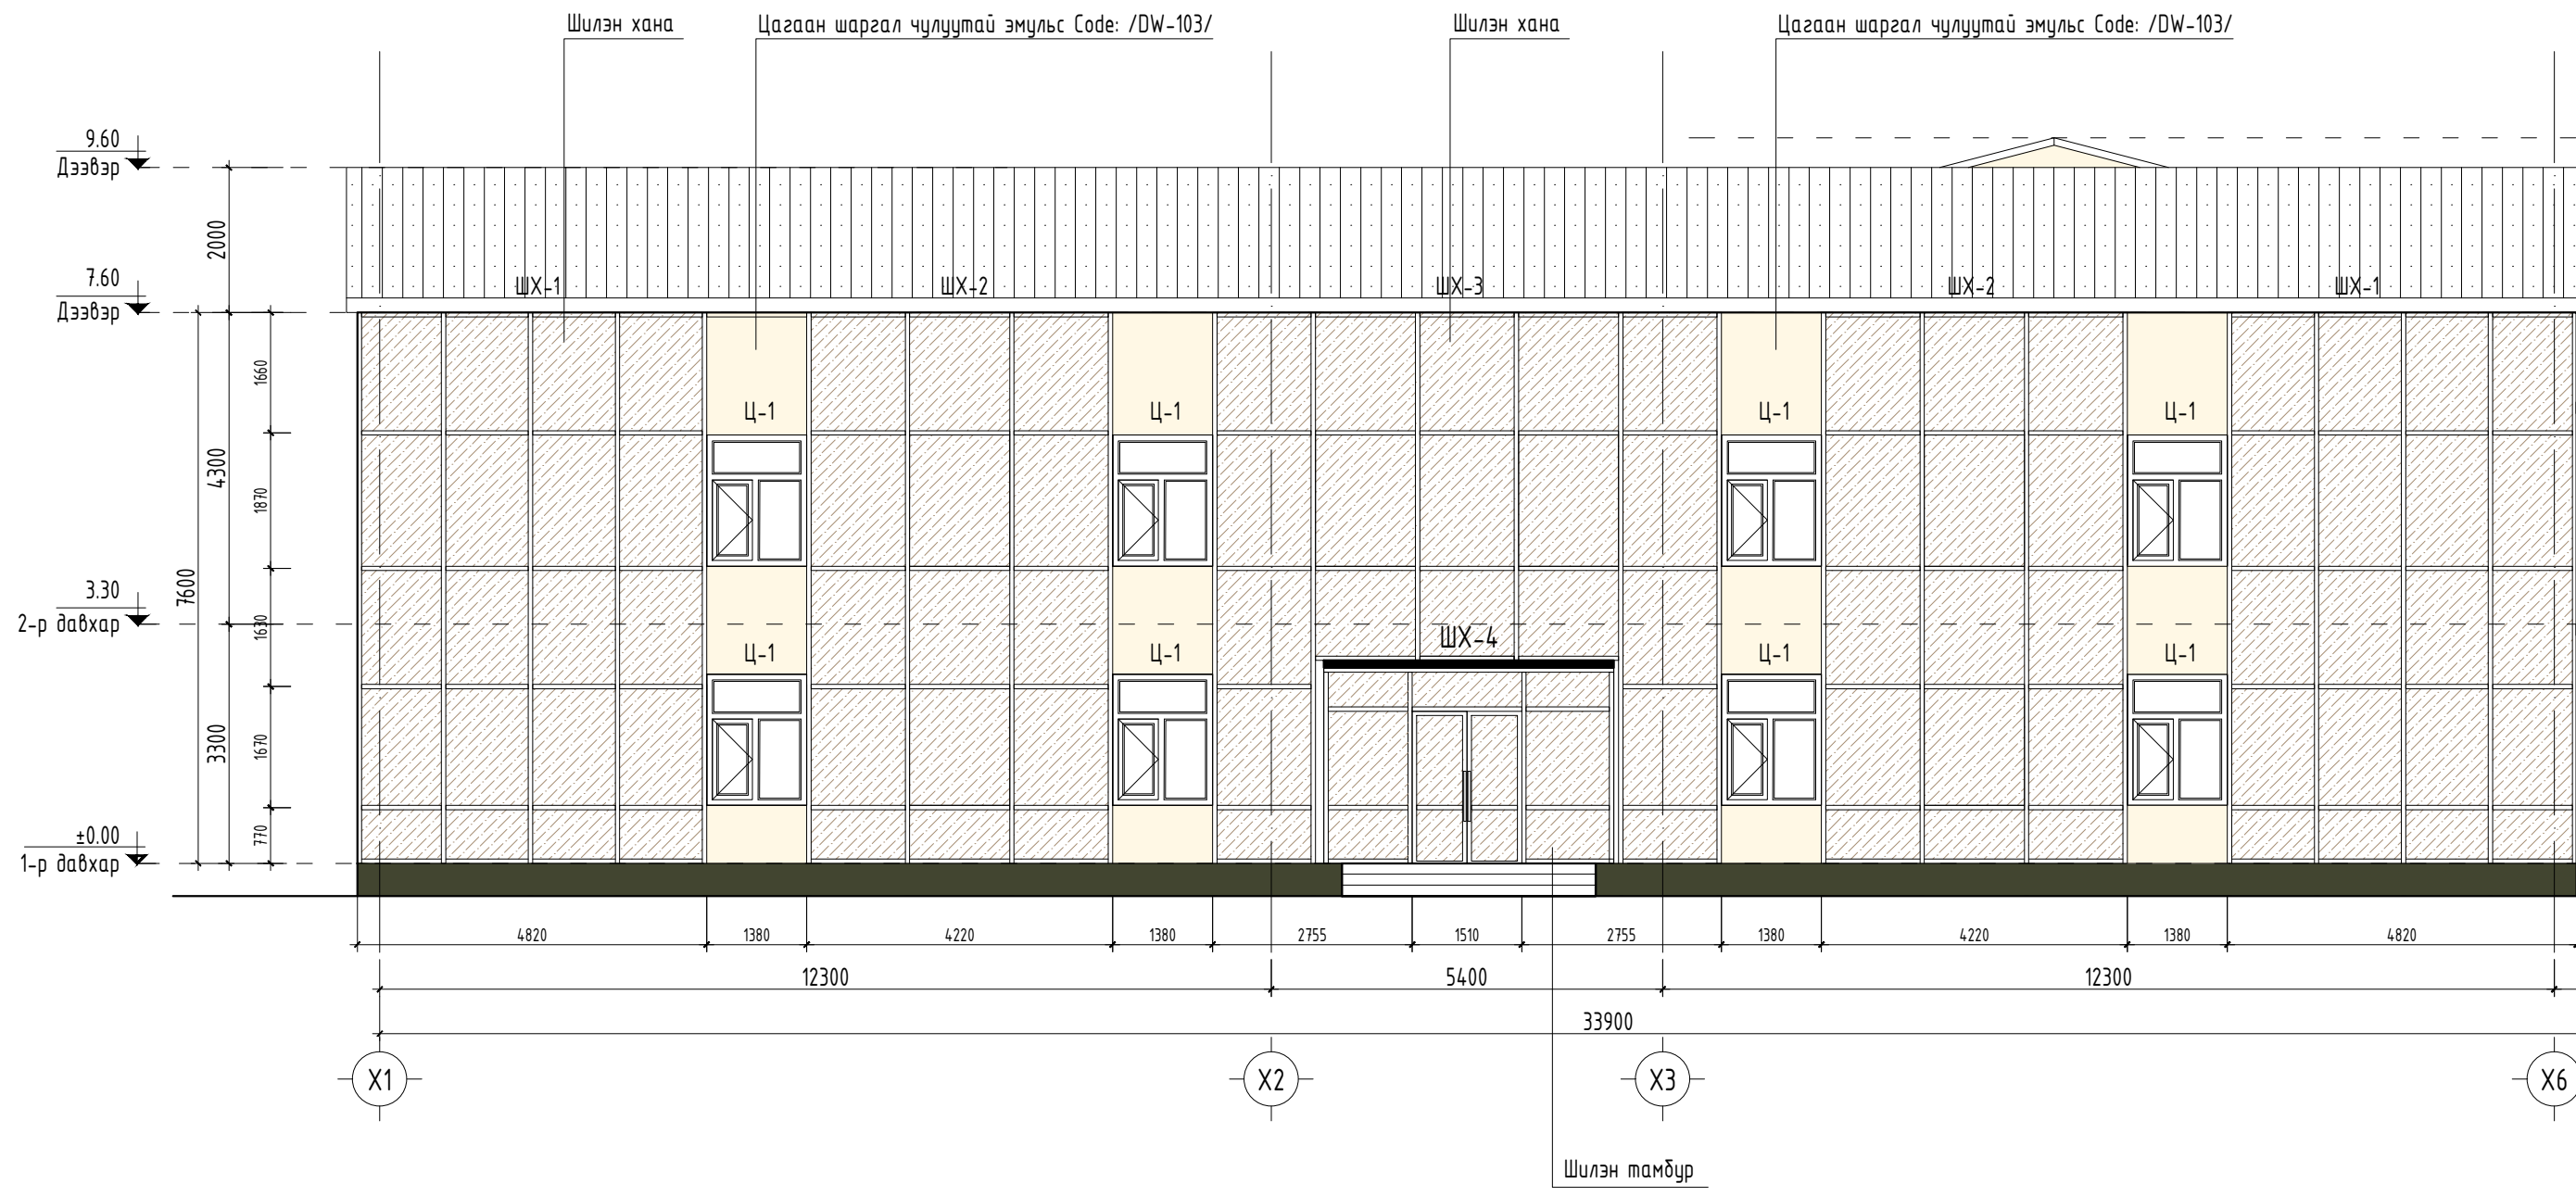 Шилэн хана
Цагаан шаргал чулуутай эмульс Code: /DW-103/
Шилэн хана
Цагаан шаргал чулуутай эмульс Code: /DW-103/
9.60
Дээвэр
2000
7.60
Дээвэр
ШХ-1
ШХ-2
ШХ-3
ШХ-2
ШХ-1
1660
Ц-1
Ц-1
Ц-1
Ц-1
4300
1870
7600
3.30
2-р давхар
1630
ШХ-4
Ц-1
Ц-1
Ц-1
Ц-1
3300
1670
770
±0.00
1-р давхар
4820
1380
4220
1380
2755
1510
2755
1380
4220
1380
4820
12300
5400
12300
33900
X1
X2
X3
X6
Шилэн тамбур